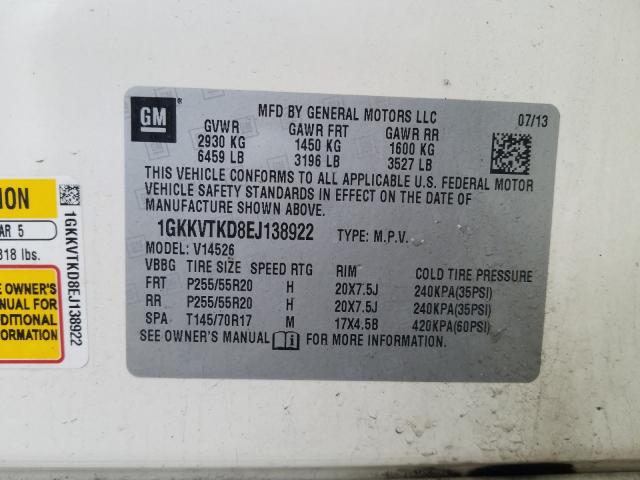 GM
MFD BY GENERAL MOTORS LLC
07/13
GVWR GAWR FRT GAWR RR
2930 KG 1450 KG 1600 KG
6459 LB 3196 LB 3527 LB
THIS VEHICLE CONFORMS TO ALL APPLICABLE U.S. FEDERAL MOTOR
VEHICLE SAFETY STANDARDS IN EFFECT ON THE DATE OF
MANUFACTURE SHOWN ABOVE.
1GKKVTKD8EJ138922 TYPE: M.P.V.
MODEL: V14526
VBBG TIRE SIZE SPEED RTG RIM COLD TIRE PRESSURE
FRT P255/55R20 H 20X7.5J 240KPA(35PSI)
RR P255/55R20 H 20X7.5J 240KPA(35PSI)
SPA T145/70R17 M 17X4.5B 420KPA(60PSI)
SEE OWNER'S MANUAL FOR MORE INFORMATION.
AR 5
318 lbs.
OWNER'S
MANUAL FOR
1GKKVTKD8EJ138922